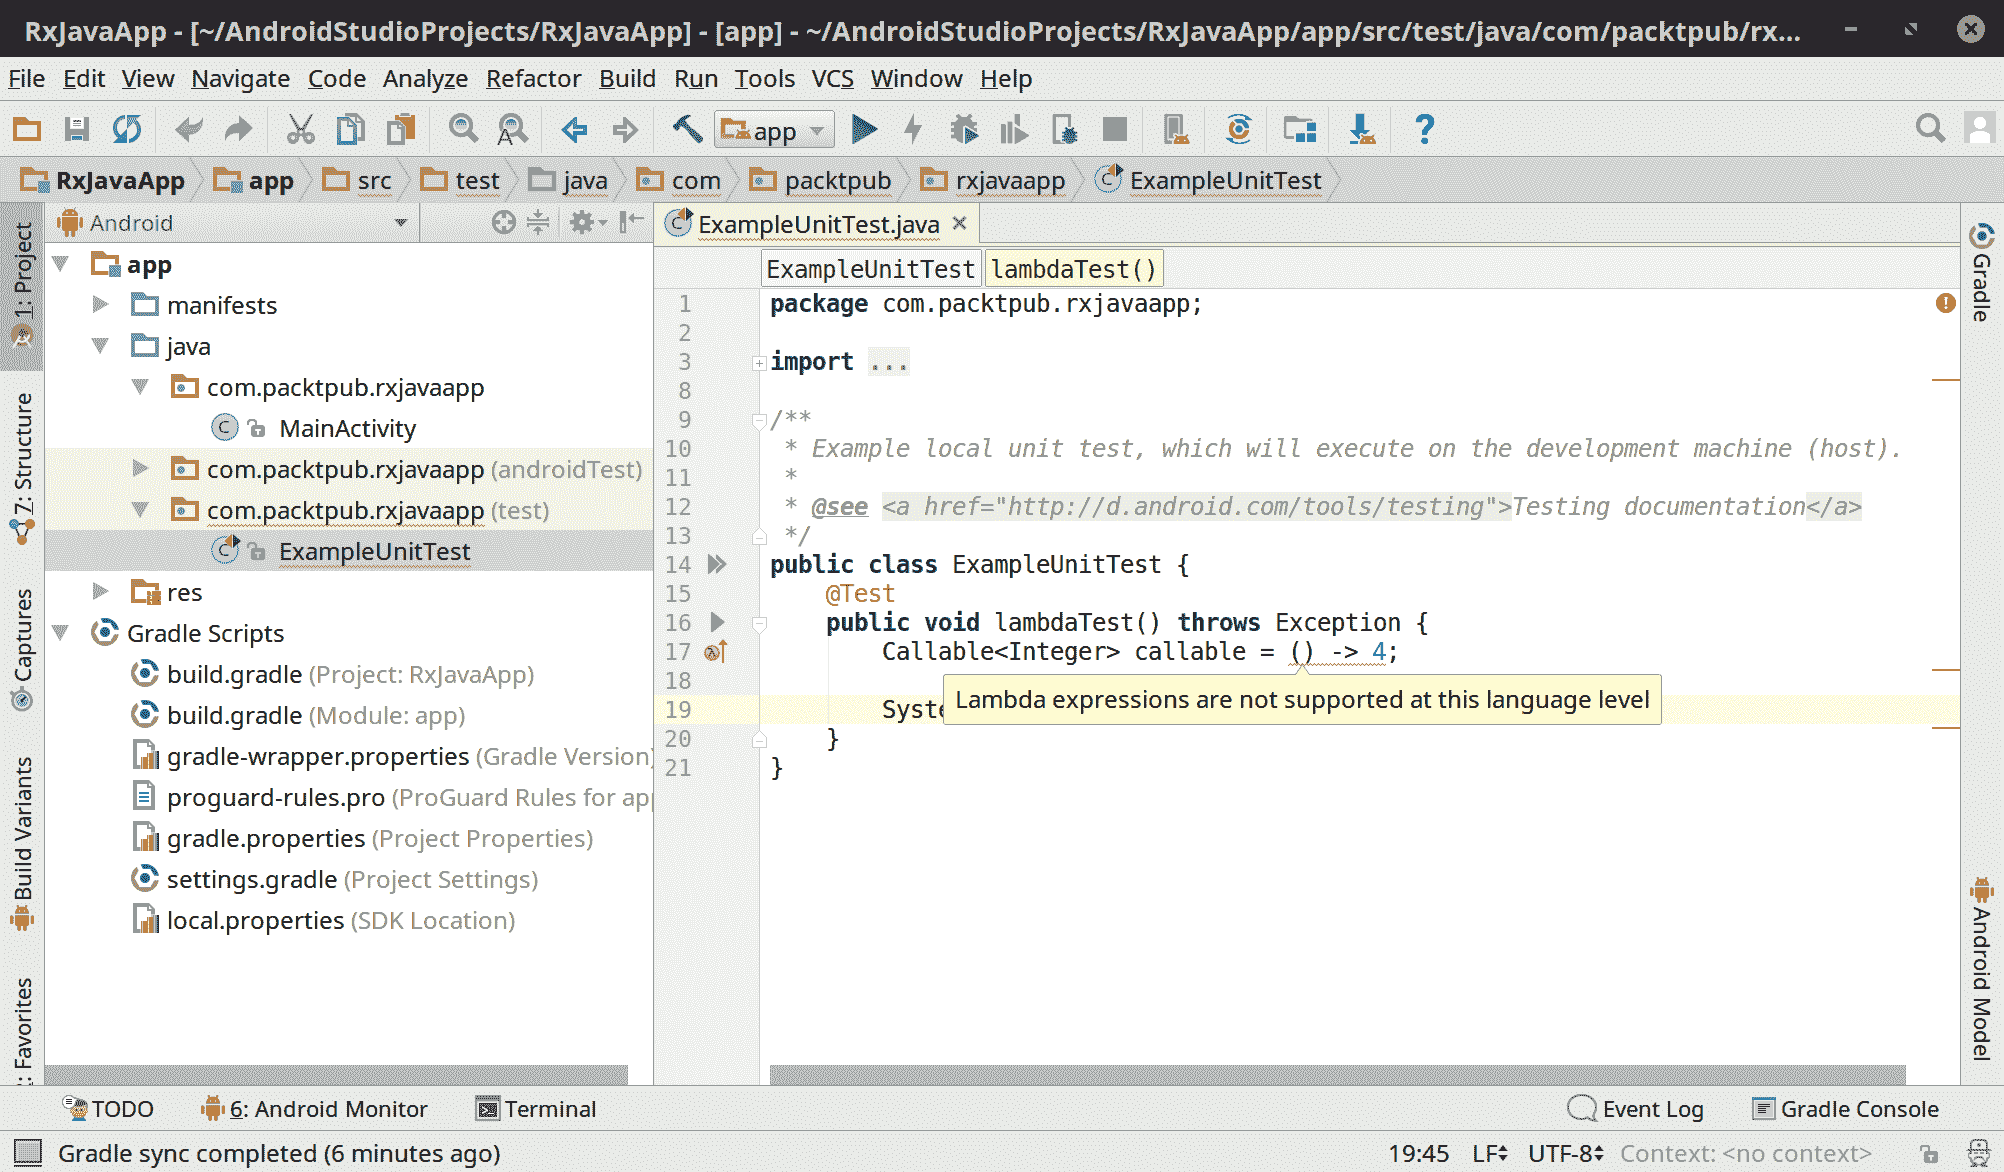 RxJavaApp - [~/AndroidStudioProjects/RxJavaApp] - [app] - ~/AndroidStudioProjects/RxJavaApp/app/src/test/java/com/packtpub/rx...
File Edit View Navigate Code Analyze Refactor Build Run Tools VCS Window Help
app
RxJavaApp app src test java com packtpub rxjavaapp ExampleUnitTest
1: Project
7: Structure
Captures
Build Variants
Favorites
Android
app
manifests
java
com.packtpub.rxjavaapp
MainActivity
com.packtpub.rxjavaapp (androidTest)
com.packtpub.rxjavaapp (test)
ExampleUnitTest
res
Gradle Scripts
build.gradle (Project: RxJavaApp)
build.gradle (Module: app)
gradle-wrapper.properties (Gradle Version)
proguard-rules.pro (ProGuard Rules for app
gradle.properties (Project Properties)
settings.gradle (Project Settings)
local.properties (SDK Location)
ExampleUnitTest.java
ExampleUnitTest lambdaTest()
1 package com.packtpub.rxjavaapp;
2
3 import ...
8
9 /**
10 * Example local unit test, which will execute on the development machine (host).
11 *
12 * @see <a href="http://d.android.com/tools/testing">Testing documentation</a>
13 */
14 public class ExampleUnitTest {
15 @Test
16 public void lambdaTest() throws Exception {
17 Callable<Integer> callable = () -> 4;
18
Lambda expressions are not supported at this language level
19 Syste
20 }
21 }
Gradle
Android Model
TODO 6: Android Monitor Terminal Event Log Gradle Console
Gradle sync completed (6 minutes ago) 19:45 LF UTF-8 Context: <no context>